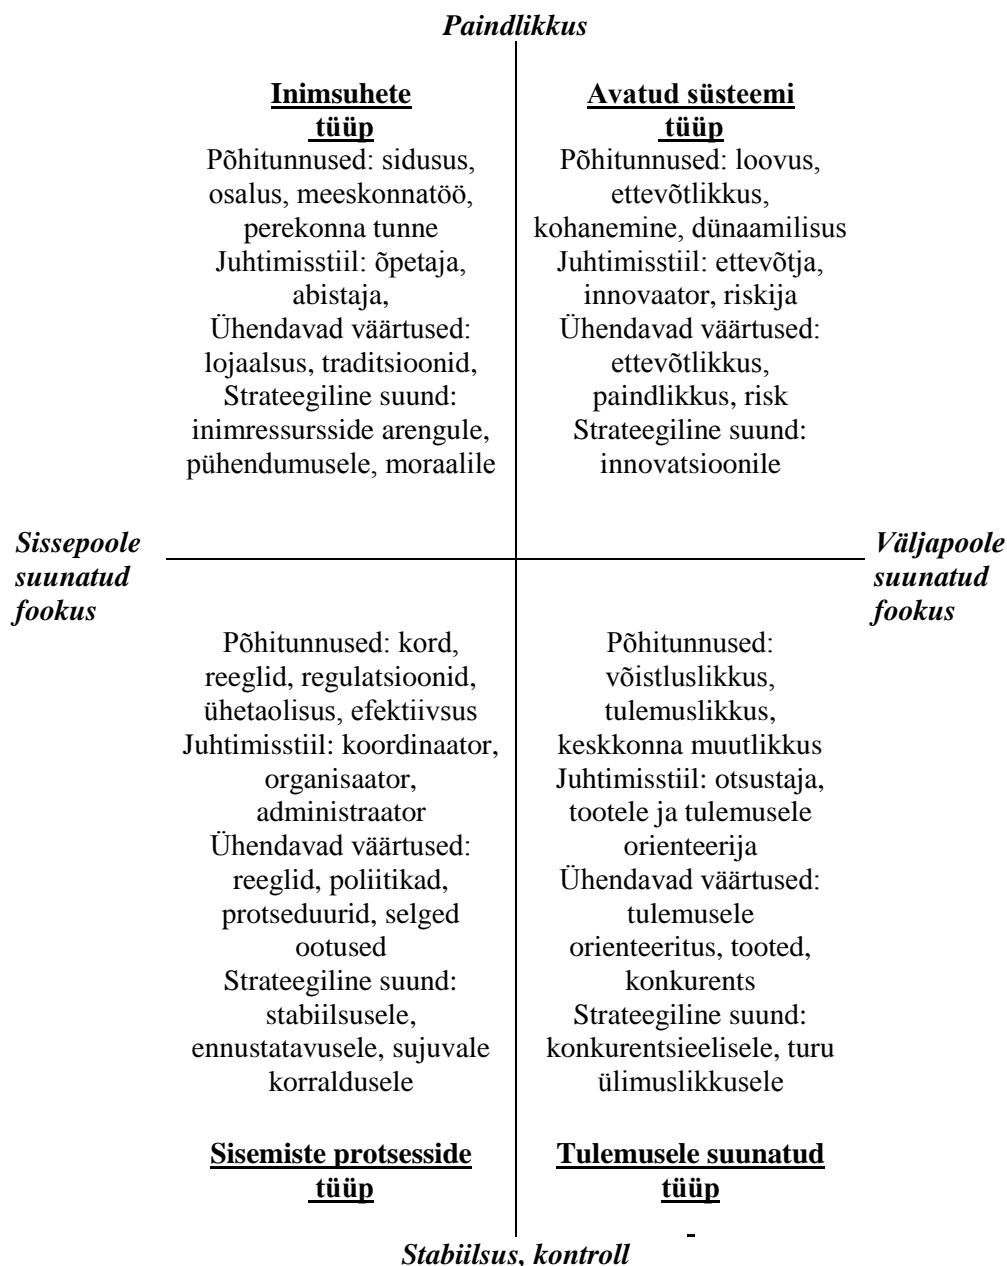 Paindlikkus
Inimsuhete
tüüp
Põhitunnused: sidusus,
osalus, meeskonnatöö,
perekonna tunne
Juhtimisstiil: õpetaja,
abistaja,
Ühendavad väärtused:
lojaalsus, traditsioonid,
Strateegiline suund:
inimressursside arengule,
pühendumusele, moraalile
Avatud süsteemi
tüüp
Põhitunnused: loovus,
ettevõtlikkus,
kohanemine, dünaamilisus
Juhtimisstiil: ettevõtja,
innovaator, riskija
Ühendavad väärtused:
ettevõtlikkus,
paindlikkus, risk
Strateegiline suund:
innovatsioonile
Sissepoole
suunatud
fookus
Väljapoole
suunatud
fookus
Põhitunnused: kord,
reeglid, regulatsioonid,
ühetaolisus, efektiivsus
Juhtimisstiil: koordinaator,
organisaator,
administraator
Ühendavad väärtused:
reeglid, poliitikad,
protseduurid, selged
ootused
Strateegiline suund:
stabiilsusele,
ennustatavusele, sujuvale
korraldusele
Sisemiste protsesside
tüüp
Põhitunnused:
võistluslikkus,
tulemuslikkus,
keskkonna muutlikkus
Juhtimisstiil: otsustaja,
tootele ja tulemusele
orienteerija
Ühendavad väärtused:
tulemusele
orienteeritus, tooted,
konkurents
Strateegiline suund:
konkurentsieelisele, turu
ülimuslikkusele
Tulemusele suunatud
tüüp
Stabiilsus, kontroll